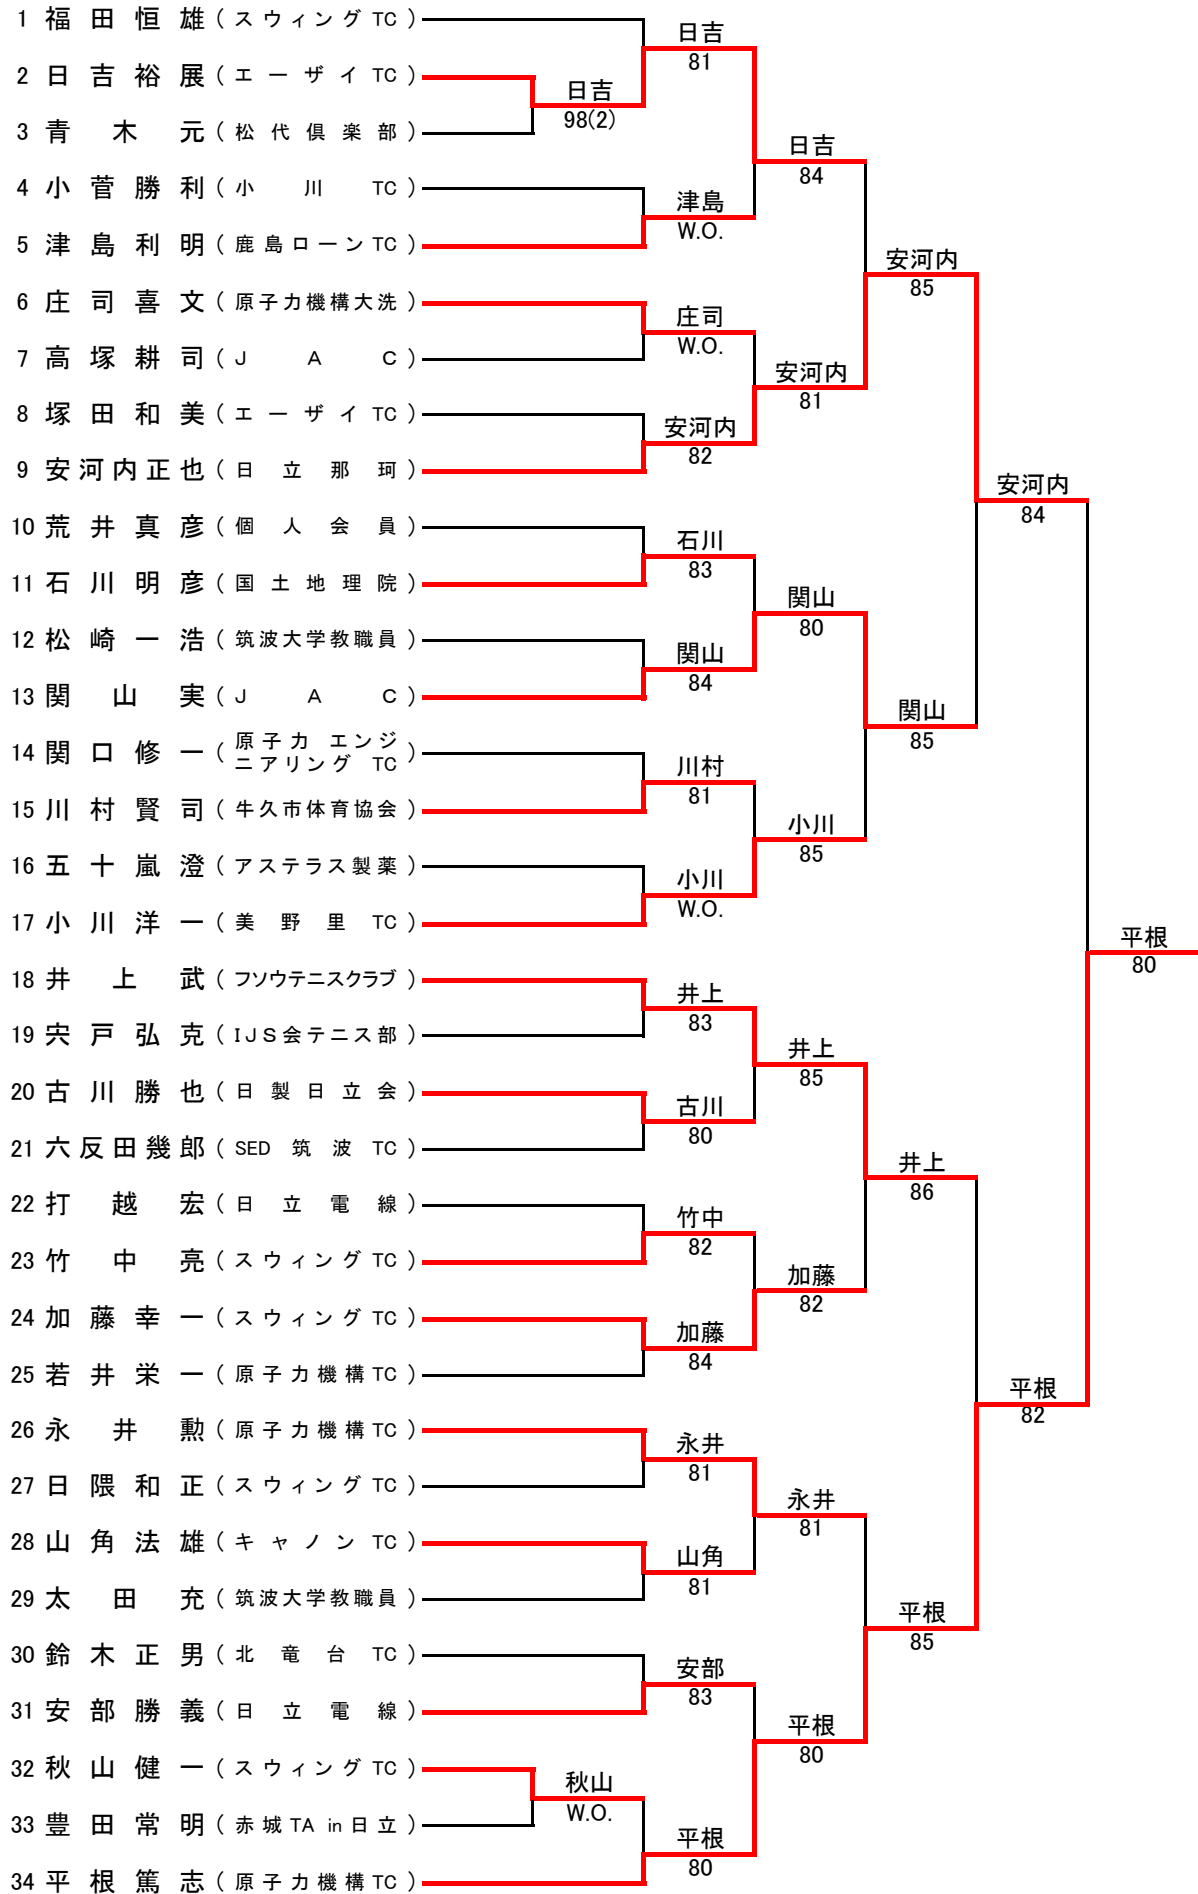 1 福田恒雄 (スウィングTC)
2 日吉裕展 (エーザイTC)
3 青木元 (松代倶楽部)
4 小菅勝利 (小川TC)
5 津島利明 (鹿島ローンTC)
6 庄司喜文 (原子力機構大洗)
7 高塚耕司 (JAC)
8 塚田和美 (エーザイTC)
9 安河内正也 (日立那珂)
10 荒井真彦 (個人会員)
11 石川明彦 (国土地理院)
12 松崎一浩 (筑波大学教職員)
13 関山実 (JAC)
14 関口修一 (原子力 エンジ
ニアリング TC)
15 川村賢司 (牛久市体育協会)
16 五十嵐澄 (アステラス製薬)
17 小川洋一 (美野里TC)
18 井上武 (フソウテニスクラブ)
19 宍戸弘克 (IJS会テニス部)
20 古川勝也 (日製日立会)
21 六反田幾郎 (SED筑波TC)
22 打越宏 (日立電線)
23 竹中亮 (スウィングTC)
24 加藤幸一 (スウィングTC)
25 若井栄一 (原子力機構TC)
26 永井勲 (原子力機構TC)
27 日隈和正 (スウィングTC)
28 山角法雄 (キャノンTC)
29 太田充 (筑波大学教職員)
30 鈴木正男 (北竜台TC)
31 安部勝義 (日立電線)
32 秋山健一 (スウィングTC)
33 豊田常明 (赤城TA in日立)
34 平根篤志 (原子力機構TC)
日吉
98(2)
秋山
W.O.
日吉
81
津島
W.O.
庄司
W.O.
安河内
82
石川
83
関山
84
川村
81
小川
W.O.
井上
83
古川
80
竹中
82
加藤
84
永井
81
山角
81
安部
83
平根
80
日吉
84
安河内
81
関山
80
小川
85
井上
85
加藤
82
永井
81
平根
80
安河内
85
関山
85
井上
86
平根
85
安河内
84
平根
82
平根
80